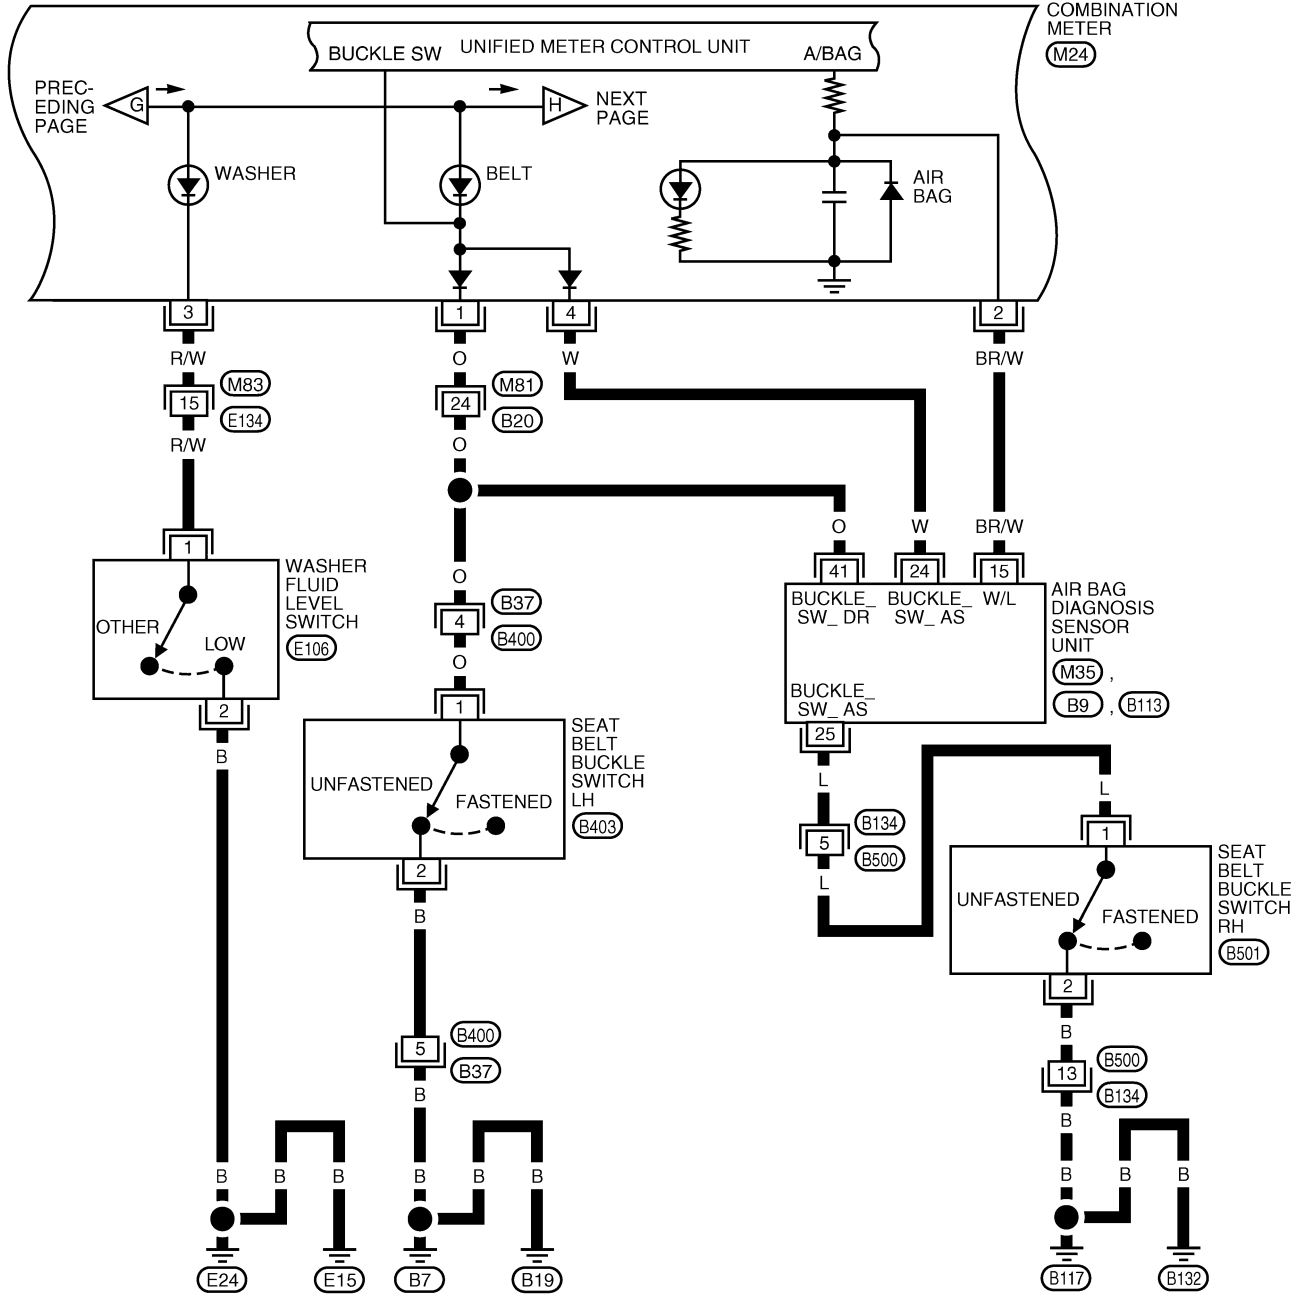 COMBINATION
METER
M24
BUCKLE SW
UNIFIED METER CONTROL UNIT
A/BAG
PREC-
EDING
PAGE
G
H
NEXT
PAGE
WASHER
BELT
AIR
BAG
3
1
4
2
R/W
O
W
BR/W
15
M83
E134
24
M81
B20
R/W
O
O
W
BR/W
1
WASHER
FLUID
LEVEL
SWITCH
E106
OTHER
LOW
2
B
O
4
B37
B400
O
41
24
15
BUCKLE_
SW_ DR
BUCKLE_
SW_ AS
W/L
BUCKLE_
SW_ AS
AIR BAG
DIAGNOSIS
SENSOR
UNIT
M35 ,
B9 , B113
25
L
5
B134
B500
L
L
1
SEAT
BELT
BUCKLE
SWITCH
LH
B403
UNFASTENED
FASTENED
2
B
1
SEAT
BELT
BUCKLE
SWITCH
RH
B501
UNFASTENED
FASTENED
2
B
5
B400
B37
B
13
B500
B134
B
B
B
B
B
B
B
B
B
B
E24
E15
B7
B19
B117
B132